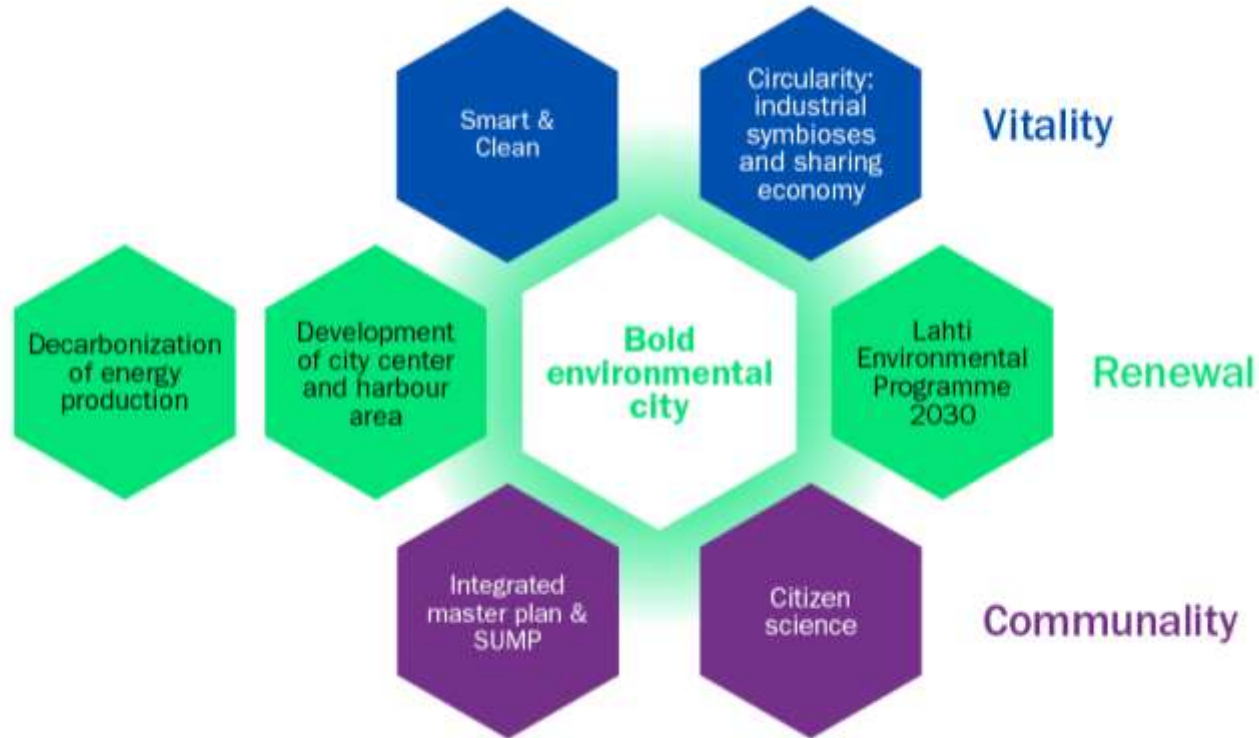 Smart &
Clean
Circularity:
industrial
symbioses
and sharing
economy
Vitality
Decarbonization
of energy
production
Development
of city center
and harbour
area
Bold
environmental
city
Lahti
Environmental
Programme
2030
Renewal
Integrated
master plan &
SUMP
Citizen
science
Communality